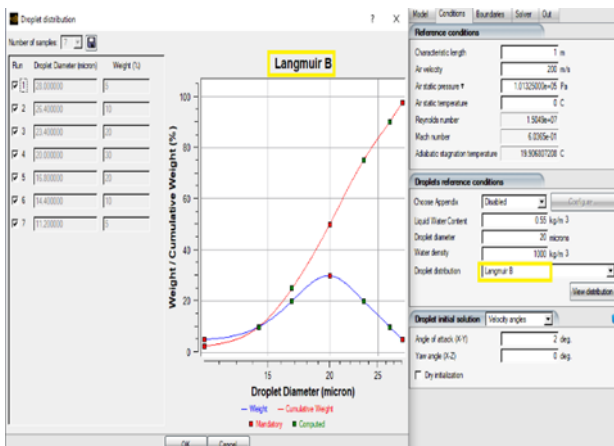 Droplet distribution
? X
Number of samples: 7
Run Droplet Diameter (micron) Weight (%)
1 5
2 26.400000 10
3 23.400000 20
4 20.000000 30
5 16.800000 20
6 14.400000 10
7 11.200000 5
OK Cancel
Langmuir B
Weight / Cumulative Weight (%)
100
80
60
40
20
0
15 20 25
Droplet Diameter (micron)
Weight Cumulative Weight
Mandatory Computed
Model Conditions Boundaries Solver Out
Reference conditions
Characteristic length 1 m
Air velocity 200 m/s
Air static pressure 1.01325000e+05 Pa
Air static temperature 0 C
Reynolds number 1.5049e+07
Mach number 6.0365e-01
Adiabatic stagnation temperature 19.906807208 C
Droplets reference conditions
Choose Appendix Disabled Configure
Liquid Water Content 0.55 kg/m 3
Droplet diameter 20 microns
Water density 1000 kg/m 3
Droplet distribution Langmuir B
View distribution
Droplet initial solution Velocity angles
Angle of attack (X-Y) 2 deg.
Yaw angle (X-Z) 0 deg.
Dry initialization